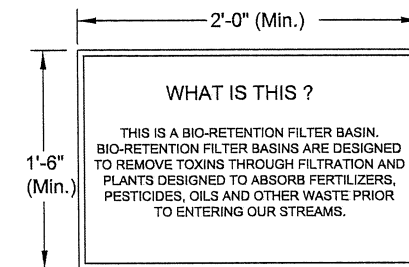 2'-0" (Min.)
WHAT IS THIS ?
THIS IS A BIO-RETENTION FILTER BASIN.
BIO-RETENTION FILTER BASINS ARE DESIGNED
TO REMOVE TOXINS THROUGH FILTRATION AND
PLANTS DESIGNED TO ABSORB FERTILIZERS,
PESTICIDES, OILS AND OTHER WASTE PRIOR
TO ENTERING OUR STREAMS.
1'-6"
(Min.)